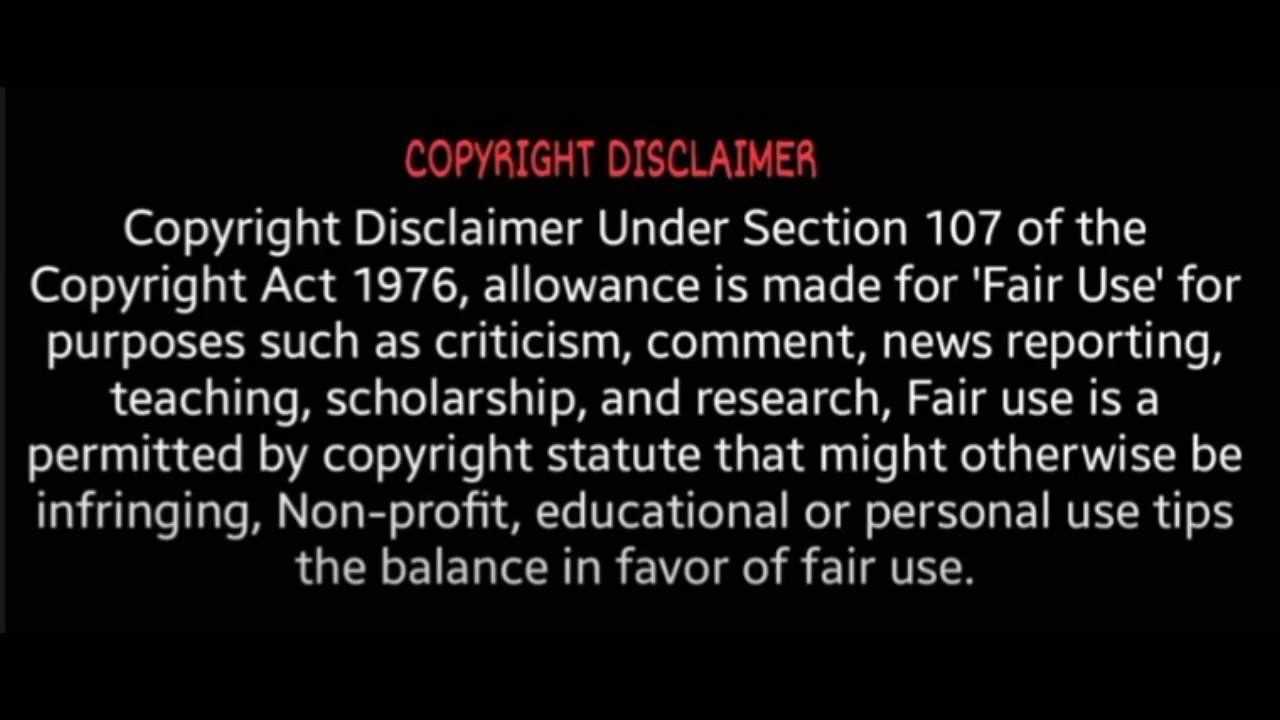 COPYRIGHT DISCLAIMER
Copyright Disclaimer Under Section 107 of the
Copyright Act 1976, allowance is made for 'Fair Use' for
purposes such as criticism, comment, news reporting,
teaching, scholarship, and research, Fair use is a
permitted by copyright statute that might otherwise be
infringing, Non-profit, educational or personal use tips
the balance in favor of fair use.